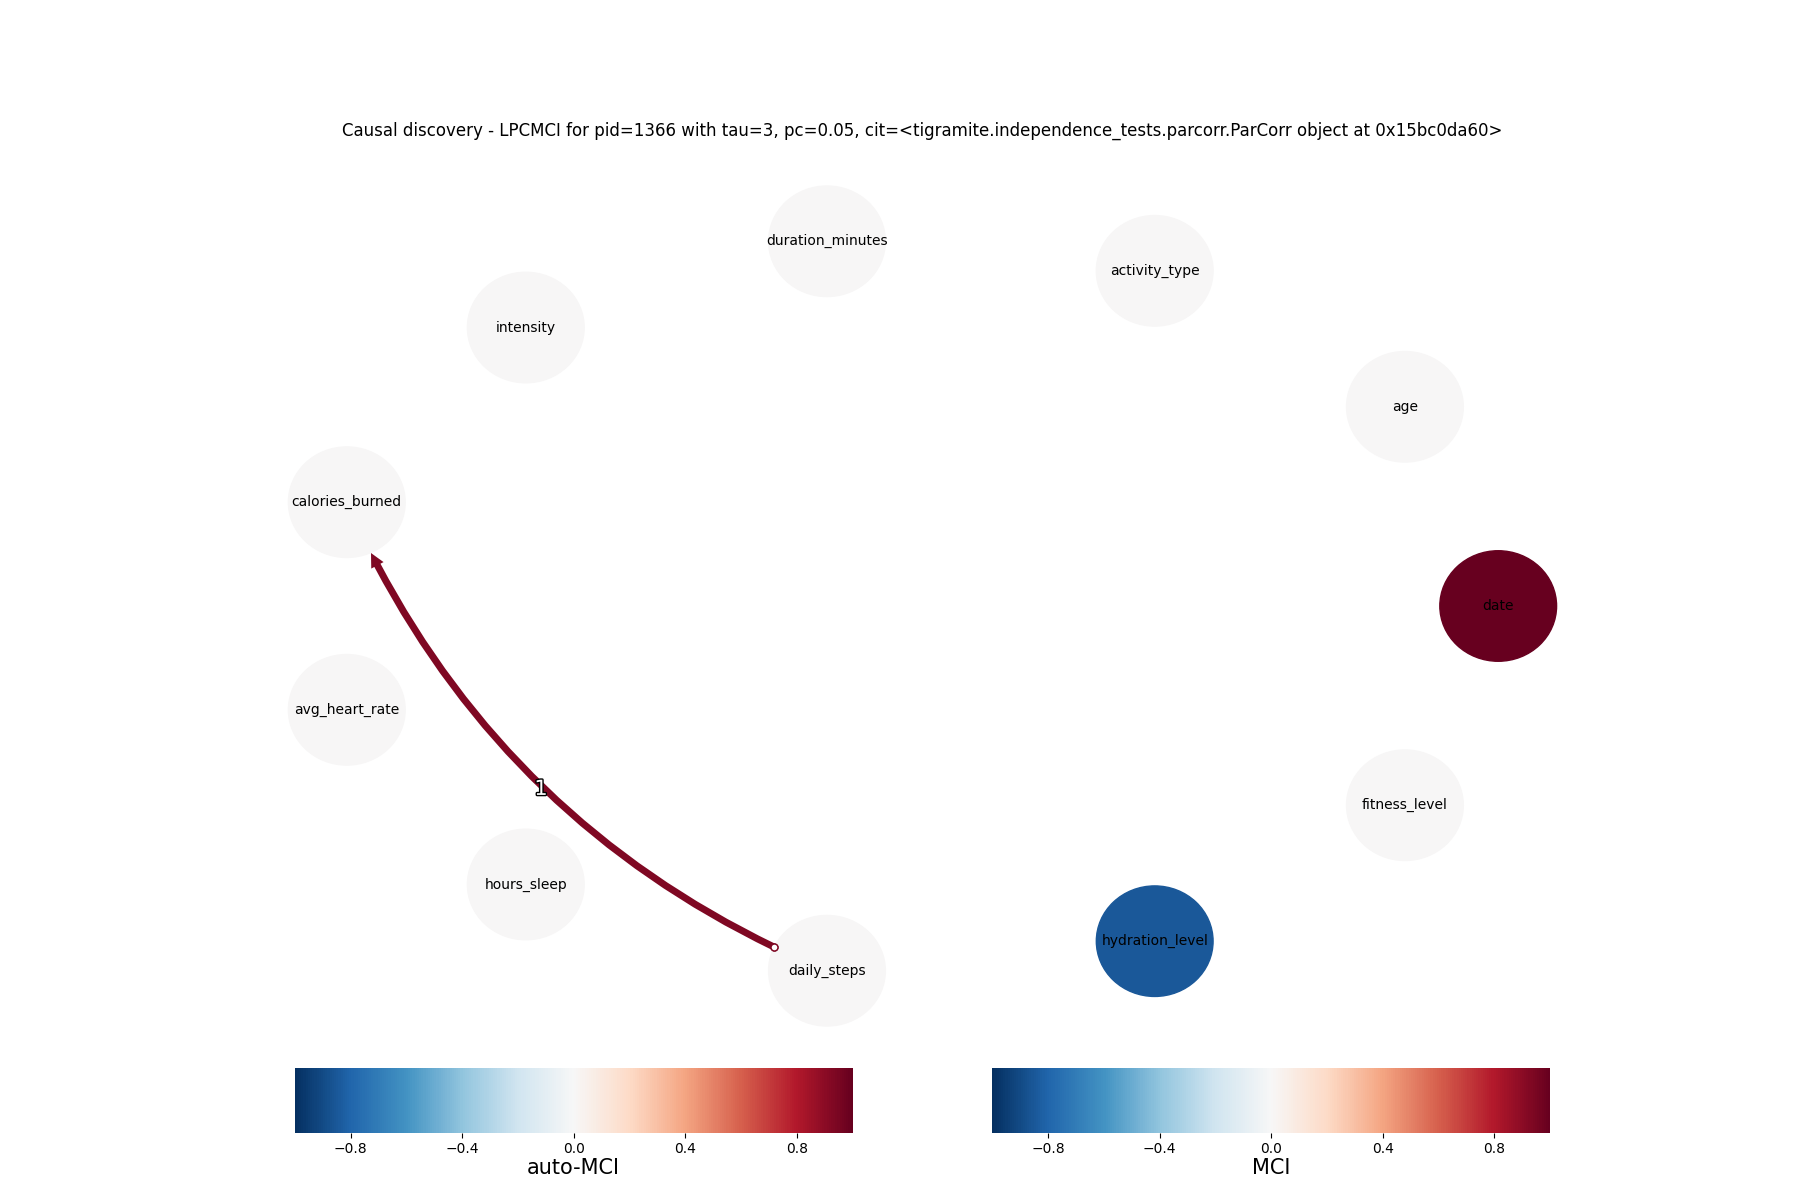 Causal discovery - LPCMCI for pid=1366 with tau=3, pc=0.05, cit=<tigramite.independence_tests.parcorr.ParCorr object at 0x15bc0da60>
duration_minutes
activity_type
intensity
age
calories_burned
date
avg_heart_rate
1
fitness_level
hours_sleep
hydration_level
daily_steps
−0.8 −0.4 0.0 0.4 0.8
auto-MCI
−0.8 −0.4 0.0 0.4 0.8
MCI